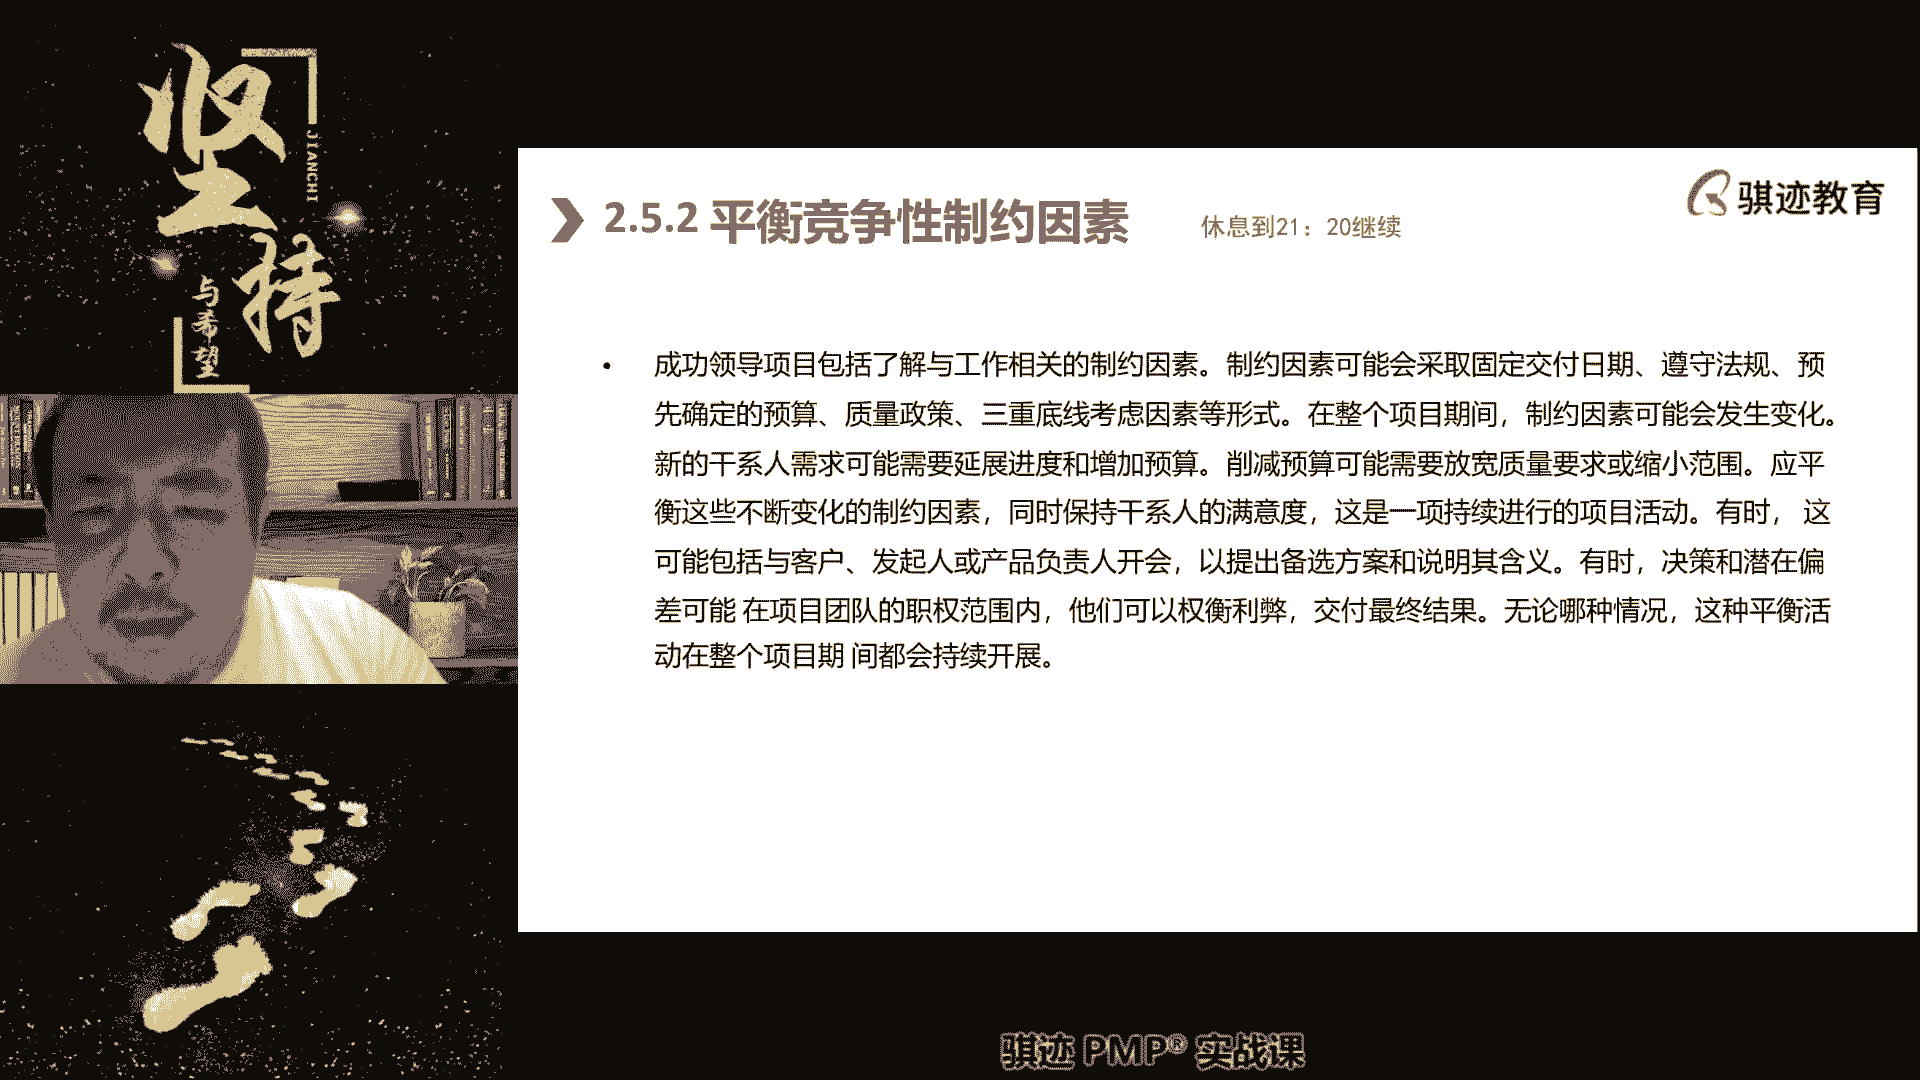 坚持
JIANCHI
与希望
骐迹教育
2.5.2 平衡竞争性制约因素
休息到21：20继续
• 成功领导项目包括了解与工作相关的制约因素。制约因素可能会采取固定交付日期、遵守法规、预
先确定的预算、质量政策、三重底线考虑因素等形式。在整个项目期间，制约因素可能会发生变化。
新的干系人需求可能需要延展进度和增加预算。削减预算可能需要放宽质量要求或缩小范围。应平
衡这些不断变化的制约因素，同时保持干系人的满意度，这是一项持续进行的项目活动。有时， 这
可能包括与客户、发起人或产品负责人开会，以提出备选方案和说明其含义。有时，决策和潜在偏
差可能 在项目团队的职权范围内，他们可以权衡利弊，交付最终结果。无论哪种情况，这种平衡活
动在整个项目期 间都会持续开展。
骐迹 PMP® 实战课